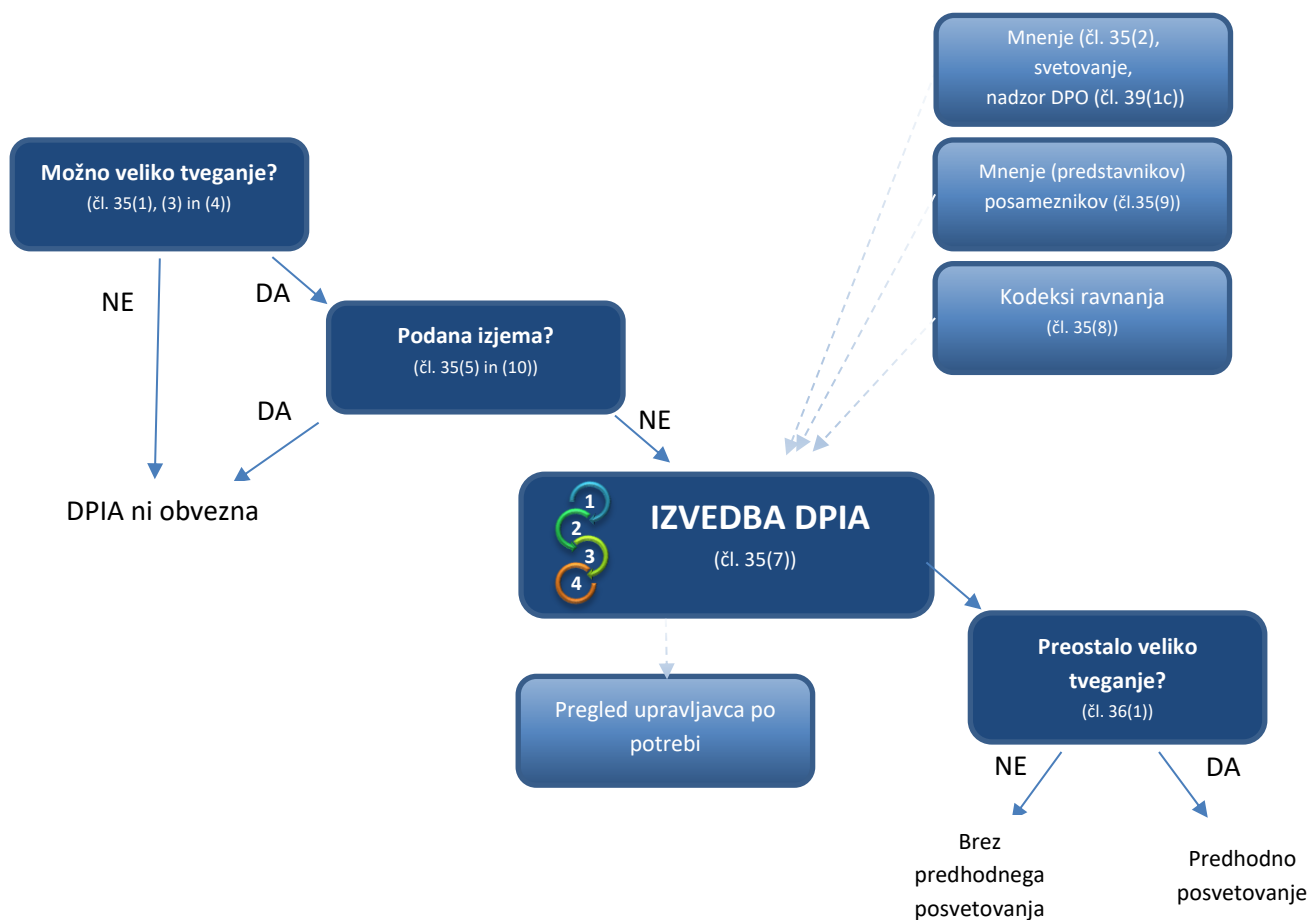 Mnenje (čl. 35(2),
svetovanje,
nadzor DPO (čl. 39(1c))
Možno veliko tveganje?
(čl. 35(1), (3) in (4))
Mnenje (predstavnikov)
posameznikov (čl.35(9))
NE
DA
Kodeksi ravnanja
(čl. 35(8))
Podana izjema?
(čl. 35(5) in (10))
DA
NE
DPIA ni obvezna
1
2
3
4
IZVEDBA DPIA
(čl. 35(7))
Preostalo veliko
tveganje?
(čl. 36(1))
Pregled upravljavca po
potrebi
NE
DA
Brez
predhodnega
posvetovanja
Predhodno
posvetovanje